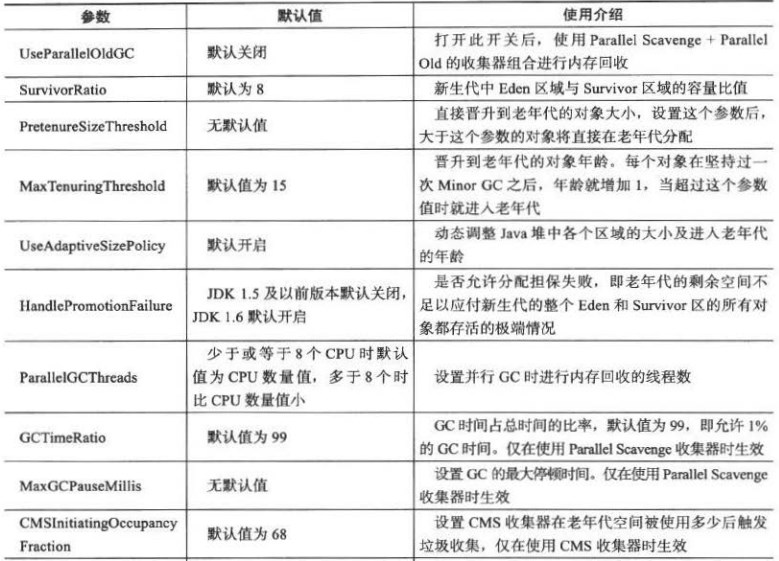 参数 默认值 使用介绍
UseParallelOldGC 默认关闭 打开此开关后，使用 Parallel Scavenge + Parallel
Old 的收集器组合进行内存回收
SurvivorRatio 默认为 8 新生代中 Eden 区域与 Survivor 区域的容量比值
PretenureSizeThreshold 无默认值 直接晋升到老年代的对象大小，设置这个参数后，
大于这个参数的对象将直接在老年代分配
MaxTenuringThreshold 默认值为 15 晋升到老年代的对象年龄。每个对象在坚持过一
次 Minor GC 之后，年龄就增加 1，当超过这个参数
值时就进入老年代
UseAdaptiveSizePolicy 默认开启 动态调整 Java 堆中各个区域的大小及进入老年代
的年龄
HandlePromotionFailure JDK 1.5 及以前版本默认关闭，
JDK 1.6 默认开启 是否允许分配担保失败，即老年代的剩余空间不
足以应付新生代的整个 Eden 和 Survivor 区的所有对
象都存活的极端情况
ParallelGCThreads 少于或等于 8 个 CPU 时默认
值为 CPU 数量值，多于 8 个时
比 CPU 数量值小 设置并行 GC 时进行内存回收的线程数
GCTimeRatio 默认值为 99 GC 时间占总时间的比率，默认值为 99，即允许 1%
的 GC 时间。仅在使用 Parallel Scavenge 收集器时生效
MaxGCPauseMillis 无默认值 设置 GC 的最大停顿时间。仅在使用 Parallel Scavenge
收集器时生效
CMSInitiatingOccupancy
Fraction 默认值为 68 设置 CMS 收集器在老年代空间被使用多少后触发
垃圾收集，仅在使用 CMS 收集器时生效